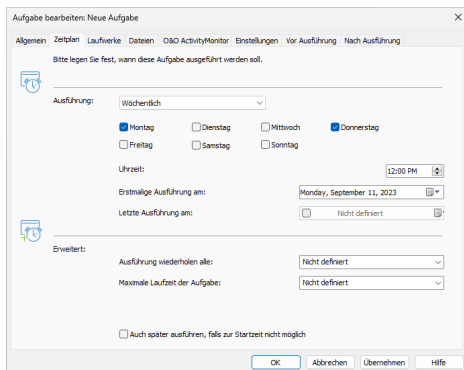 Aufgabe bearbeiten: Neue Aufgabe
Allgemein Zeitplan Laufwerke Dateien O&O ActivityMonitor Einstellungen Vor Ausführung Nach Ausführung
Bitte legen Sie fest, wann diese Aufgabe ausgeführt werden soll.
Ausführung: Wöchentlich
Montag Dienstag Mittwoch Donnerstag
Freitag Samstag Sonntag
Uhrzeit: 12:00 PM
Erstmalige Ausführung am: Monday, September 11, 2023
Letzte Ausführung am: Nicht definiert
Erweitert:
Ausführung wiederholen alle: Nicht definiert
Maximale Laufzeit der Aufgabe: Nicht definiert
Auch später ausführen, falls zur Startzeit nicht möglich
OK Abbrechen Übernehmen Hilfe